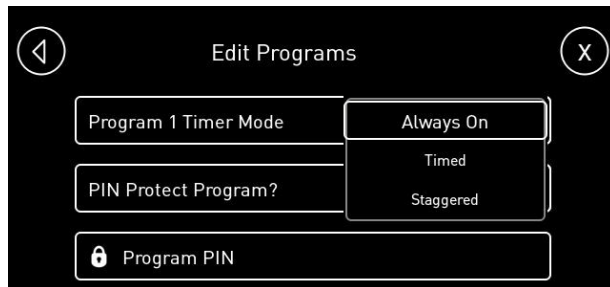 Edit Programs
X
Program 1 Timer Mode
Always On
Timed
PIN Protect Program?
Staggered
Program PIN